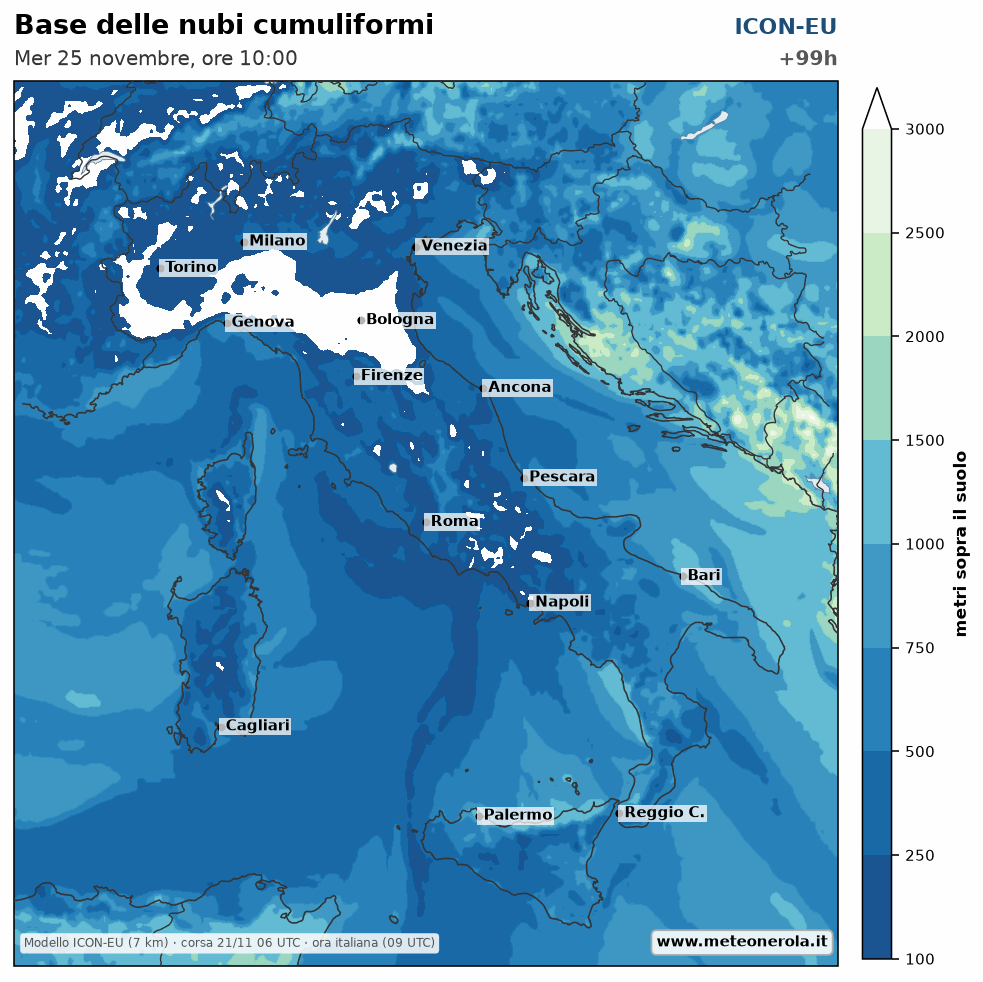 Base delle nubi cumuliformi
ICON-EU
Mer 25 novembre, ore 10:00
+99h
Milano
Venezia
Torino
Genova
Bologna
Firenze
Ancona
Pescara
Roma
Bari
Napoli
Cagliari
Palermo
Reggio C.
3000
2500
2000
1500
1000
750
500
250
100
metri sopra il suolo
Modello ICON-EU (7 km) · corsa 21/11 06 UTC · ora italiana (09 UTC)
www.meteonerola.it